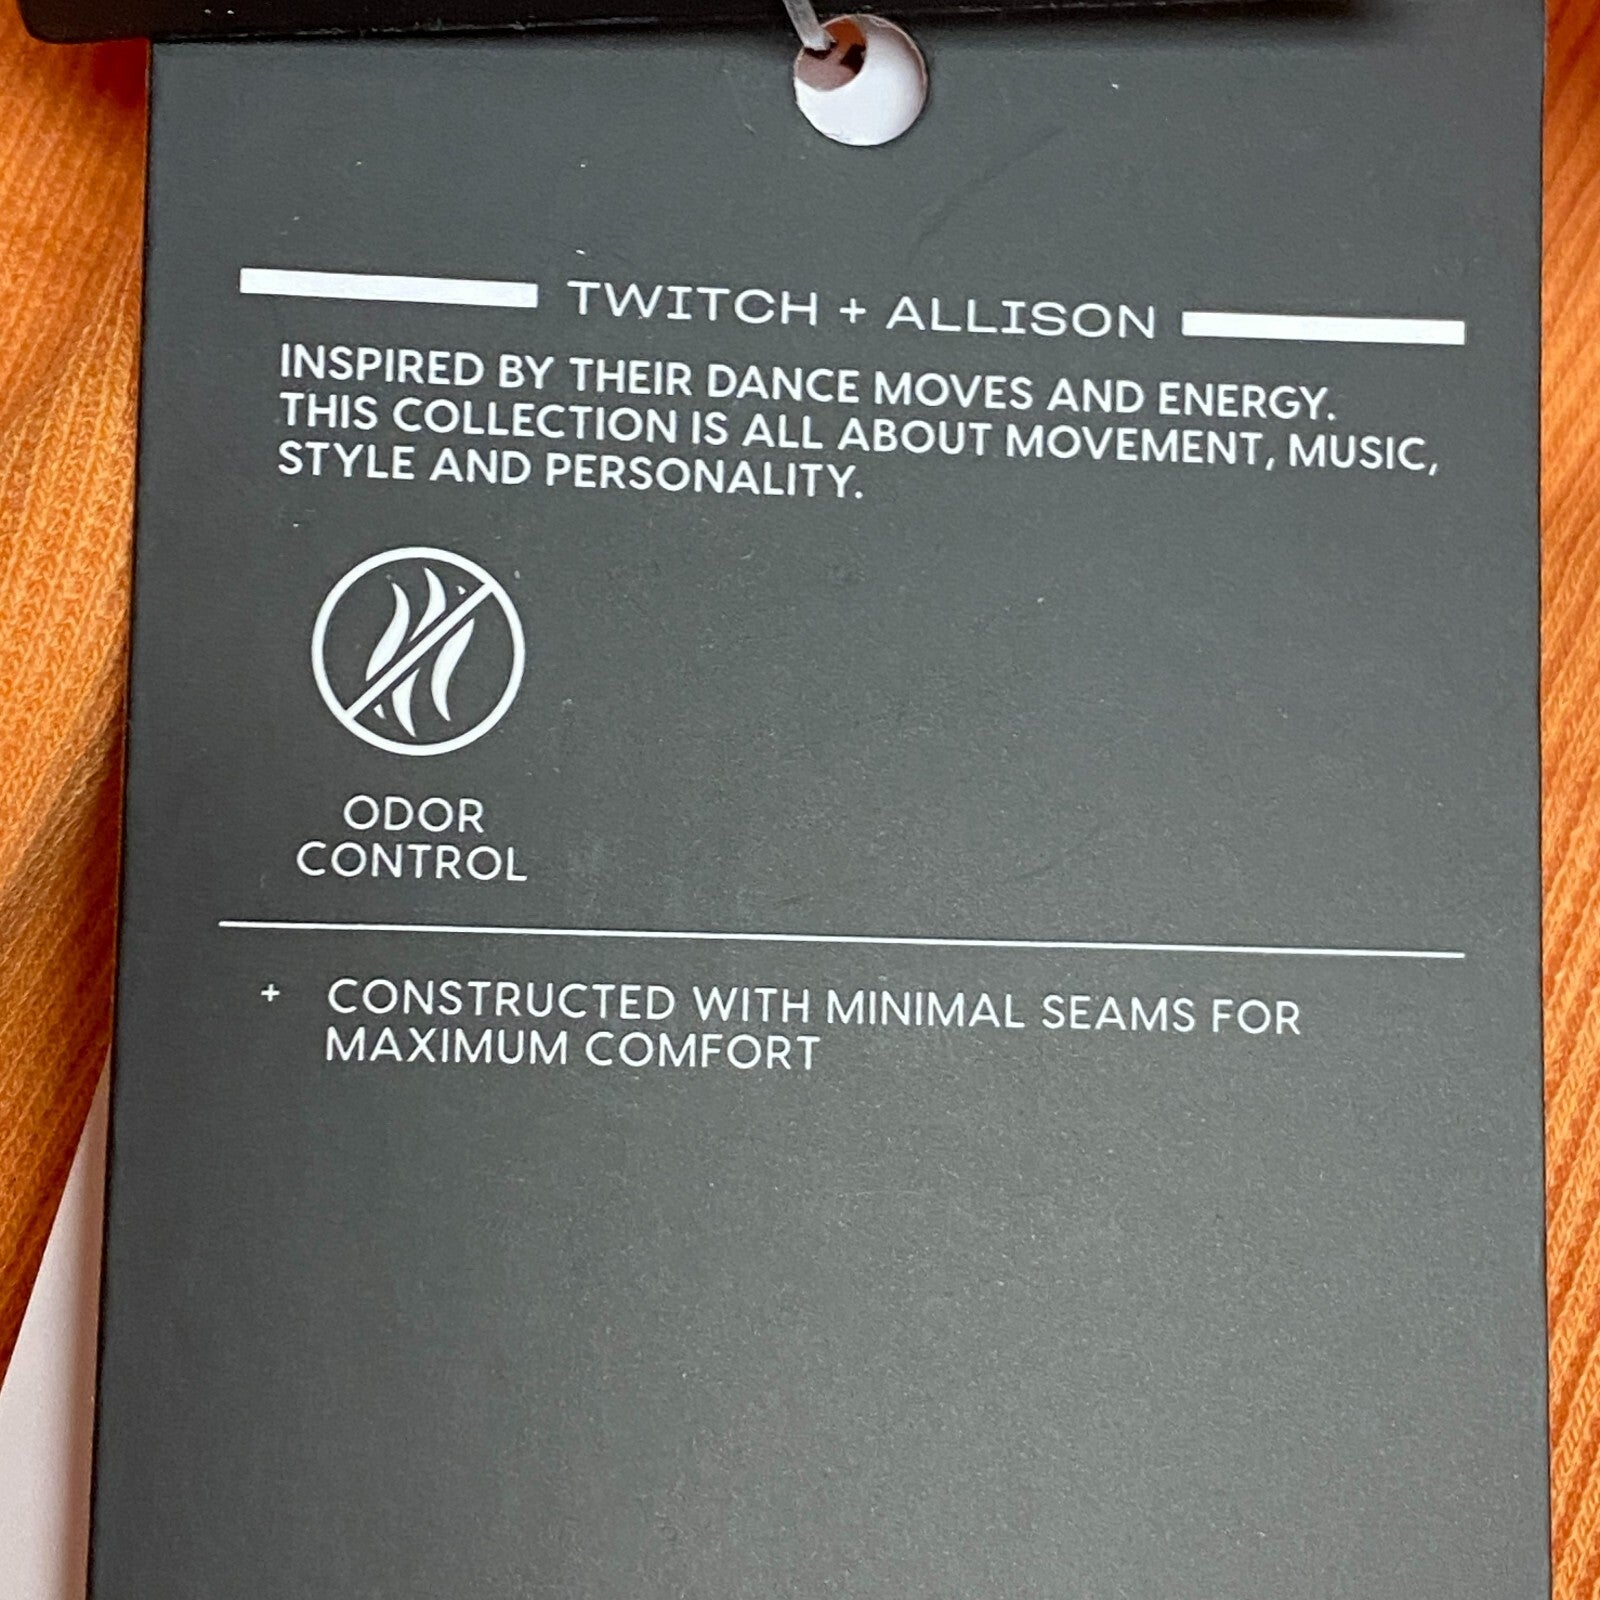 TWITCH + ALLISON
INSPIRED BY THEIR DANCE MOVES AND ENERGY.
THIS COLLECTION IS ALL ABOUT MOVEMENT, MUSIC,
STYLE AND PERSONALITY.
ODOR
CONTROL
+ CONSTRUCTED WITH MINIMAL SEAMS FOR
MAXIMUM COMFORT